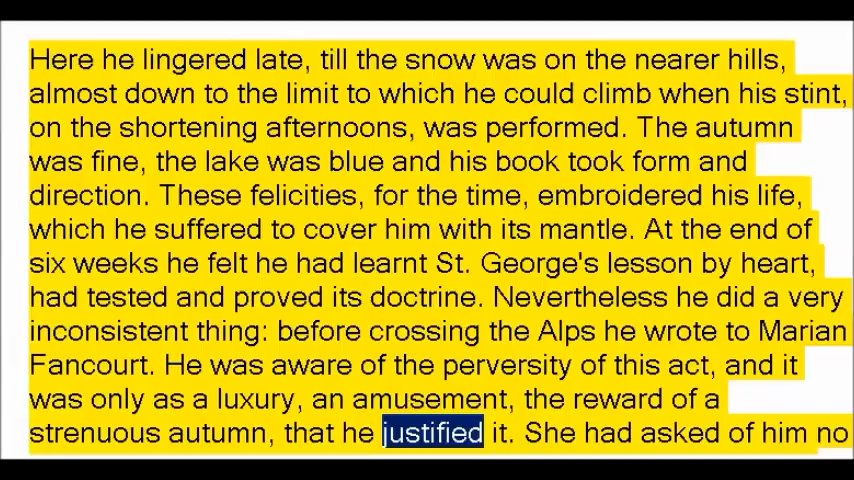 Here he lingered late, till the snow was on the nearer hills,
almost down to the limit to which he could climb when his stint,
on the shortening afternoons, was performed. The autumn
was fine, the lake was blue and his book took form and
direction. These felicities, for the time, embroidered his life,
which he suffered to cover him with its mantle. At the end of
six weeks he felt he had learnt St. George's lesson by heart,
had tested and proved its doctrine. Nevertheless he did a very
inconsistent thing: before crossing the Alps he wrote to Marian
Fancourt. He was aware of the perversity of this act, and it
was only as a luxury, an amusement, the reward of a
strenuous autumn, that he justified it. She had asked of him no